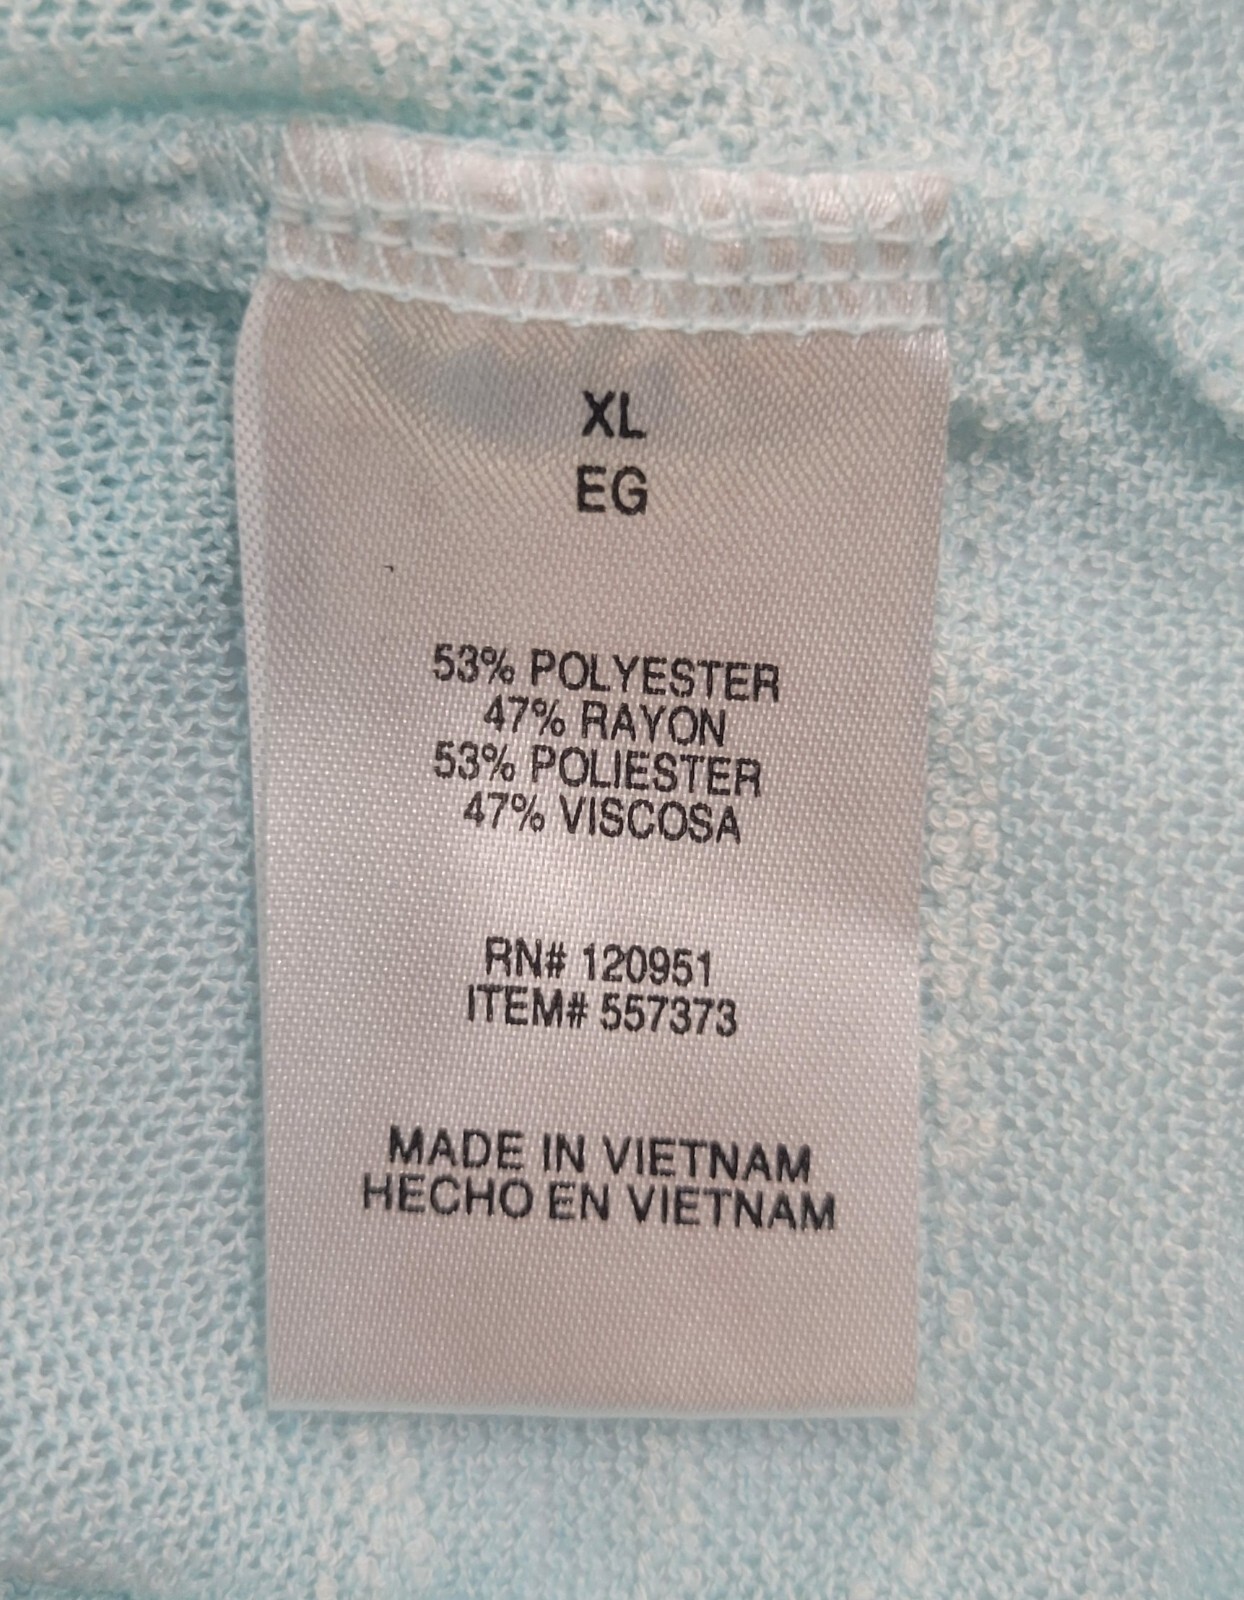 XL
EG
53% POLYESTER
47% RAYON
53% POLIESTER
47% VISCOSA
RN# 120951
ITEM# 557373
MADE IN VIETNAM
HECHO EN VIETNAM